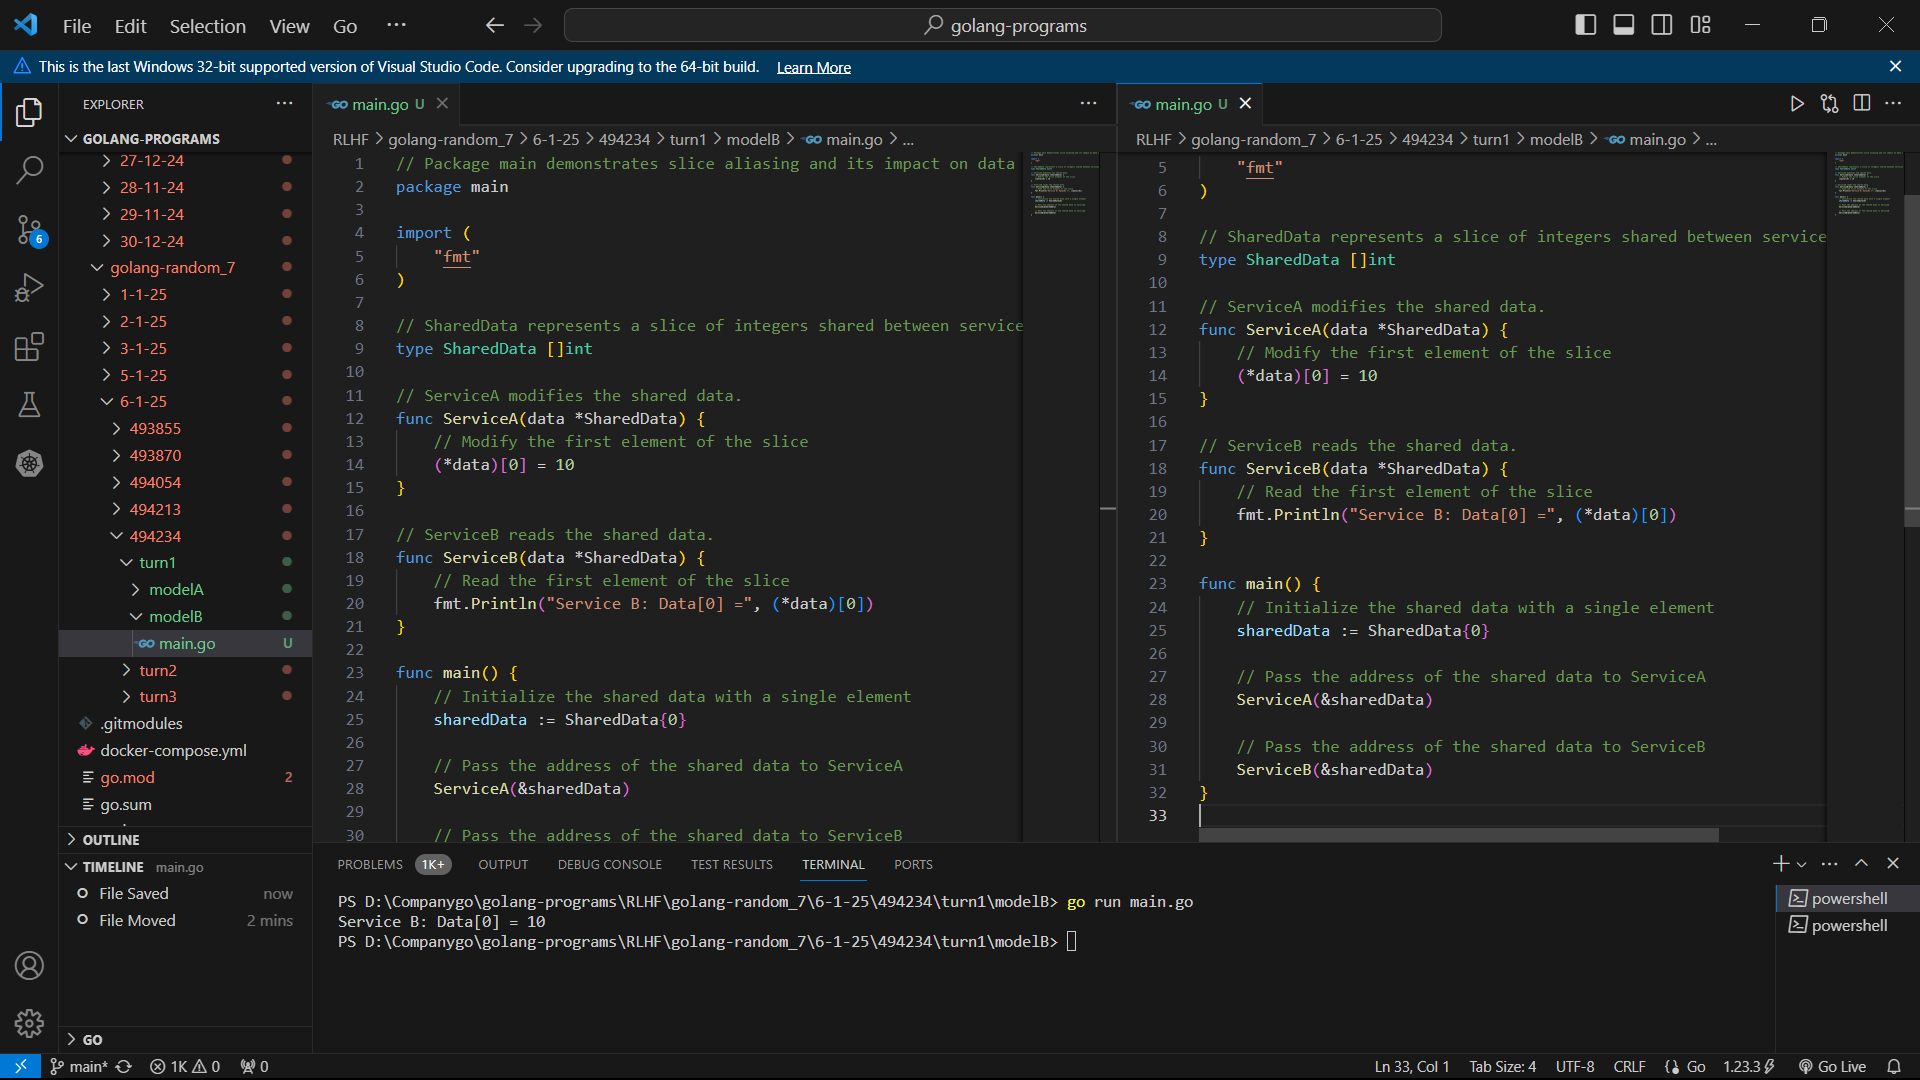 File Edit Selection View Go ··· golang-programs
This is the last Windows 32-bit supported version of Visual Studio Code. Consider upgrading to the 64-bit build. Learn More
EXPLORER
GOLANG-PROGRAMS
27-12-24
28-11-24
29-11-24
30-12-24
golang-random_7
1-1-25
2-1-25
3-1-25
5-1-25
6-1-25
493855
493870
494054
494213
494234
turn1
modelA
modelB
main.go U
turn2
turn3
.gitmodules
docker-compose.yml
go.mod 2
go.sum
OUTLINE
TIMELINE main.go
File Saved now
File Moved 2 mins
GO
6
main.go U
RLHF > golang-random_7 > 6-1-25 > 494234 > turn1 > modelB > main.go > ...
1 // Package main demonstrates slice aliasing and its impact on data
2 package main
3
4 import (
5 "fmt"
6 )
7
8 // SharedData represents a slice of integers shared between service
9 type SharedData []int
10
11 // ServiceA modifies the shared data.
12 func ServiceA(data *SharedData) {
13 // Modify the first element of the slice
14 (*data)[0] = 10
15 }
16
17 // ServiceB reads the shared data.
18 func ServiceB(data *SharedData) {
19 // Read the first element of the slice
20 fmt.Println("Service B: Data[0] =", (*data)[0])
21 }
22
23 func main() {
24 // Initialize the shared data with a single element
25 sharedData := SharedData{0}
26
27 // Pass the address of the shared data to ServiceA
28 ServiceA(&sharedData)
29
30 // Pass the address of the shared data to ServiceB
main.go U
RLHF > golang-random_7 > 6-1-25 > 494234 > turn1 > modelB > main.go > ...
5 "fmt"
6 )
7
8 // SharedData represents a slice of integers shared between service
9 type SharedData []int
10
11 // ServiceA modifies the shared data.
12 func ServiceA(data *SharedData) {
13 // Modify the first element of the slice
14 (*data)[0] = 10
15 }
16
17 // ServiceB reads the shared data.
18 func ServiceB(data *SharedData) {
19 // Read the first element of the slice
20 fmt.Println("Service B: Data[0] =", (*data)[0])
21 }
22
23 func main() {
24 // Initialize the shared data with a single element
25 sharedData := SharedData{0}
26
27 // Pass the address of the shared data to ServiceA
28 ServiceA(&sharedData)
29
30 // Pass the address of the shared data to ServiceB
31 ServiceB(&sharedData)
32 }
33
PROBLEMS 1K+ OUTPUT DEBUG CONSOLE TEST RESULTS TERMINAL PORTS
PS D:\Companygo\golang-programs\RLHF\golang-random_7\6-1-25\494234\turn1\modelB> go run main.go
Service B: Data[0] = 10
PS D:\Companygo\golang-programs\RLHF\golang-random_7\6-1-25\494234\turn1\modelB>
powershell
powershell
main* 1K 0 0 Ln 33, Col 1 Tab Size: 4 UTF-8 CRLF Go 1.23.3 Go Live